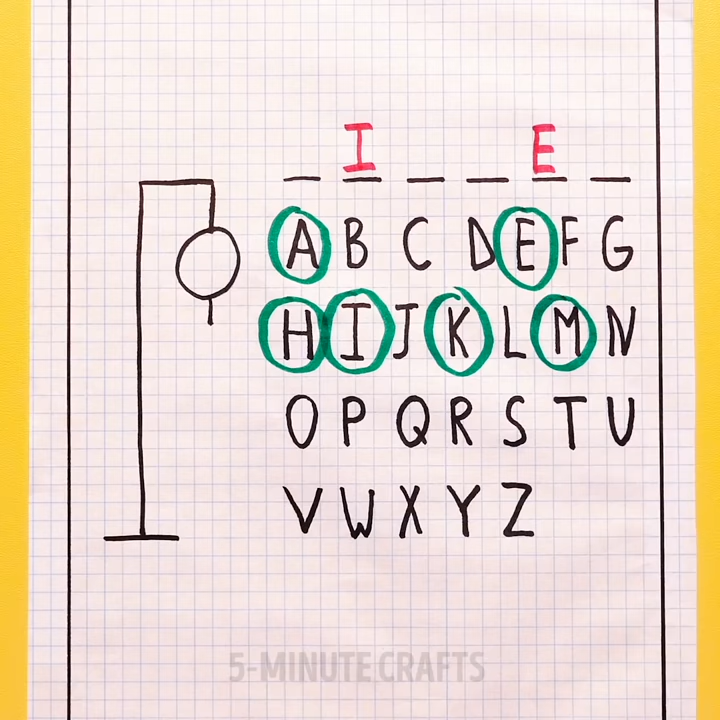 I E
A B C D E F G
H I J K L M N
O P Q R S T U
V W X Y Z
5-MINUTE CRAFTS